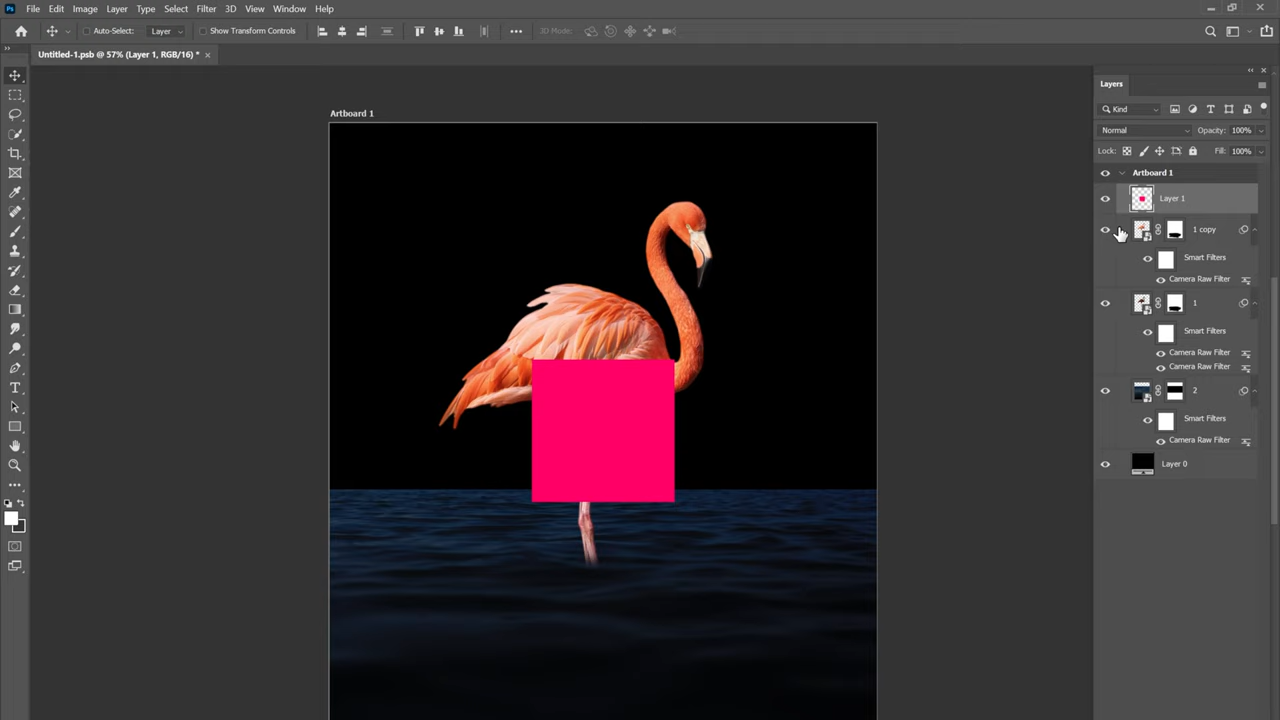 Ps File Edit Image Layer Type Select Filter 3D View Window Help
Auto-Select: Layer Show Transform Controls 3D Mode:
Untitled-1.psb @ 57% (Layer 1, RGB/16) *
Layers
Artboard 1
Kind
Normal Opacity: 100%
Lock: Fill: 100%
Artboard 1
Layer 1
1 copy
Smart Filters
Camera Raw Filter
1
Smart Filters
Camera Raw Filter
Camera Raw Filter
2
Smart Filters
Camera Raw Filter
Layer 0